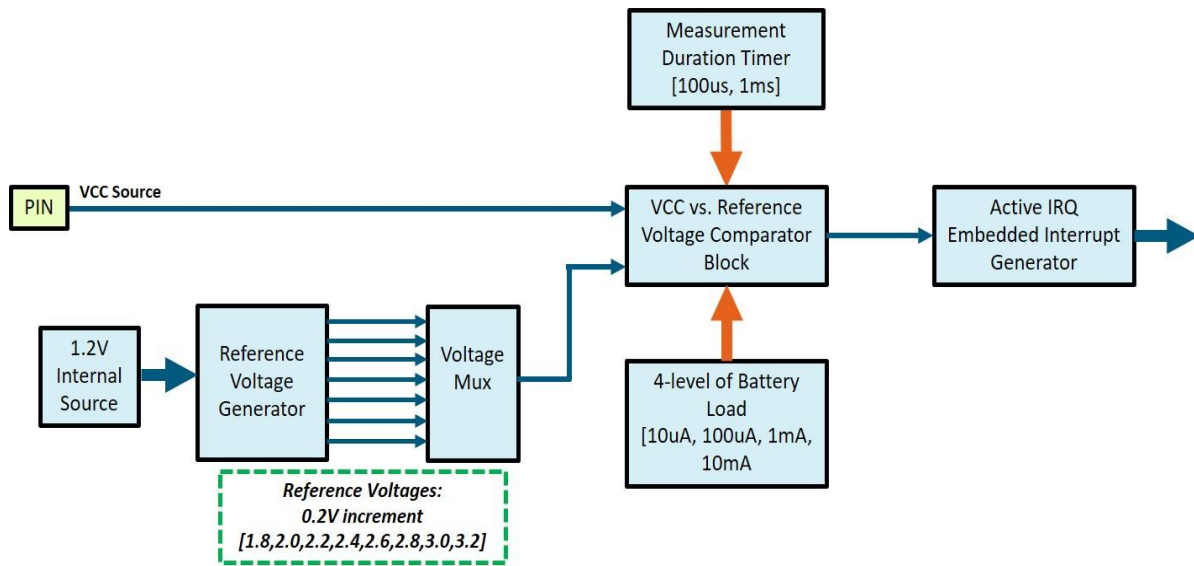 Measurement
Duration Timer
[100us, 1ms]
VCC Source
PIN
VCC vs. Reference
Voltage Comparator
Block
Active IRQ
Embedded Interrupt
Generator
1.2V
Internal
Source
Reference
Voltage
Generator
Voltage
Mux
4-level of Battery
Load
[10uA, 100uA, 1mA,
10mA
Reference Voltages:
0.2V increment
[1.8,2.0,2.2,2.4,2.6,2.8,3.0,3.2]